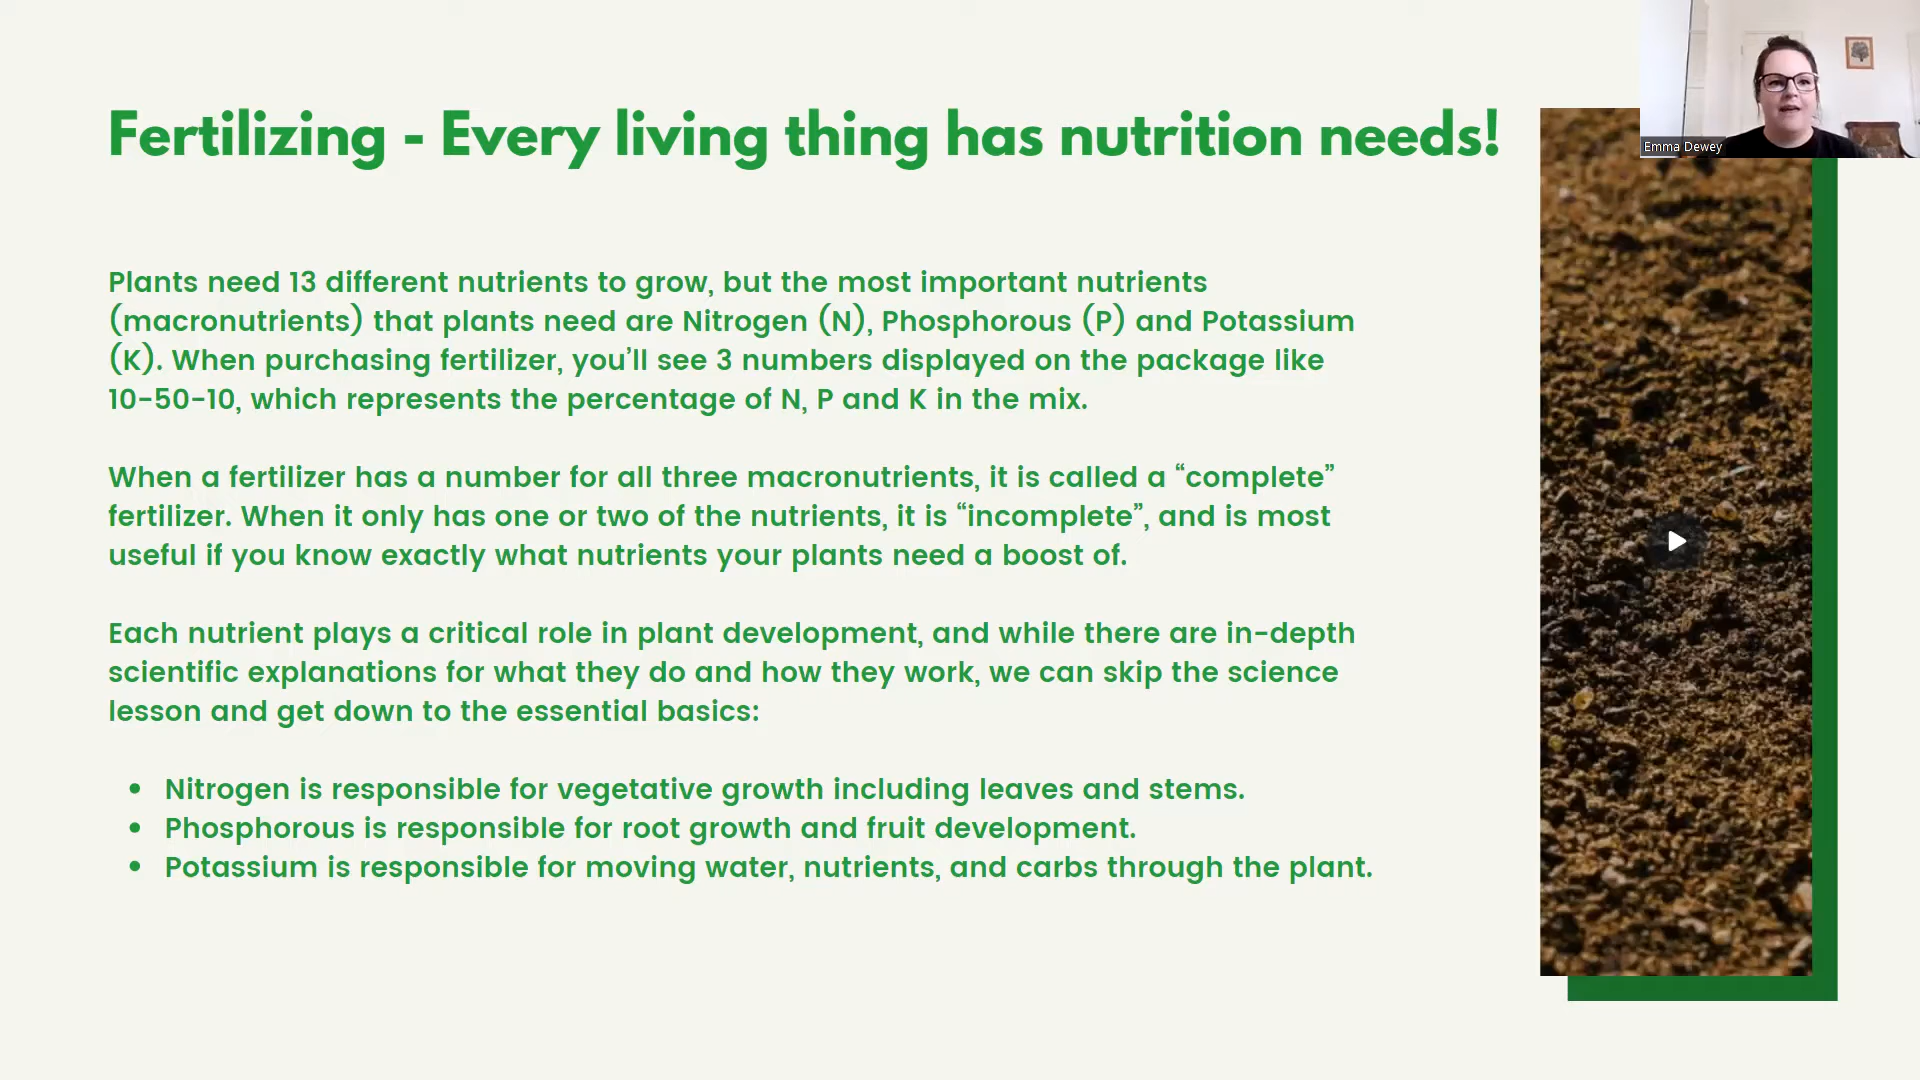 Fertilizing - Every living thing has nutrition needs!
Emma Dewey
Plants need 13 different nutrients to grow, but the most important nutrients
(macronutrients) that plants need are Nitrogen (N), Phosphorous (P) and Potassium
(K). When purchasing fertilizer, you’ll see 3 numbers displayed on the package like
10-50-10, which represents the percentage of N, P and K in the mix.
When a fertilizer has a number for all three macronutrients, it is called a “complete”
fertilizer. When it only has one or two of the nutrients, it is “incomplete”, and is most
useful if you know exactly what nutrients your plants need a boost of.
Each nutrient plays a critical role in plant development, and while there are in-depth
scientific explanations for what they do and how they work, we can skip the science
lesson and get down to the essential basics:
• Nitrogen is responsible for vegetative growth including leaves and stems.
• Phosphorous is responsible for root growth and fruit development.
• Potassium is responsible for moving water, nutrients, and carbs through the plant.